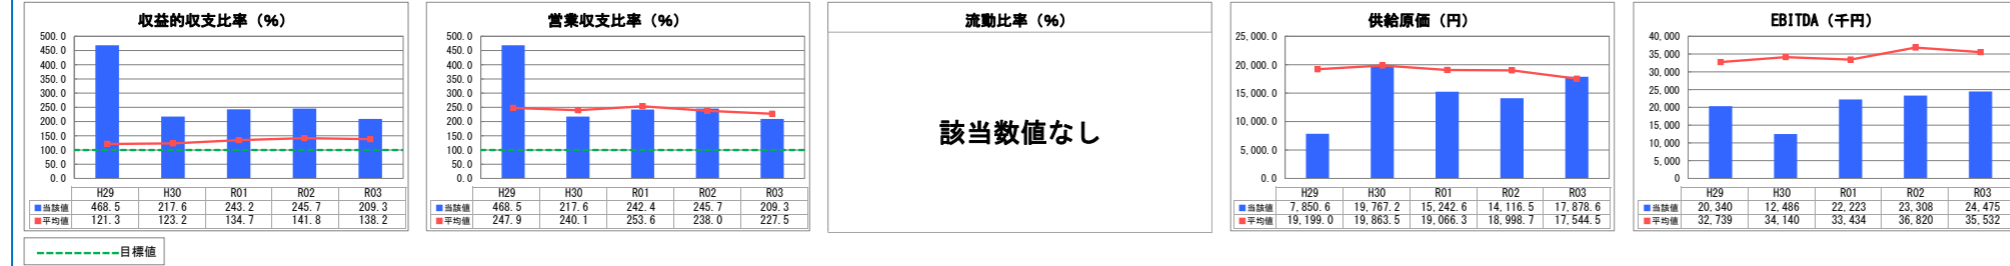 収益的収支比率（％）
500.0
450.0
400.0
350.0
300.0
250.0
200.0
150.0
100.0
50.0
0.0
H29 H30 R01 R02 R03
■当該値 468.5 217.6 243.2 245.7 209.3
平均値 121.3 123.2 134.7 141.8 138.2
営業収支比率（％）
500.0
450.0
400.0
350.0
300.0
250.0
200.0
150.0
100.0
50.0
0.0
H29 H30 R01 R02 R03
■当該値 468.5 217.6 242.4 245.7 209.3
平均値 247.9 240.1 253.6 238.0 227.5
流動比率（％）
該当数値なし
供給原価（円）
25,000.0
20,000.0
15,000.0
10,000.0
5,000.0
0.0
H29 H30 R01 R02 R03
■当該値 7,850.6 19,767.2 15,242.6 14,116.5 17,878.6
平均値 19,199.0 19,863.5 19,066.3 18,998.7 17,544.5
EBITDA（千円）
40,000
35,000
30,000
25,000
20,000
15,000
10,000
5,000
0
H29 H30 R01 R02 R03
■当該値 20,340 12,486 22,223 23,308 24,475
平均値 32,739 34,140 33,434 36,820 35,532
目標値